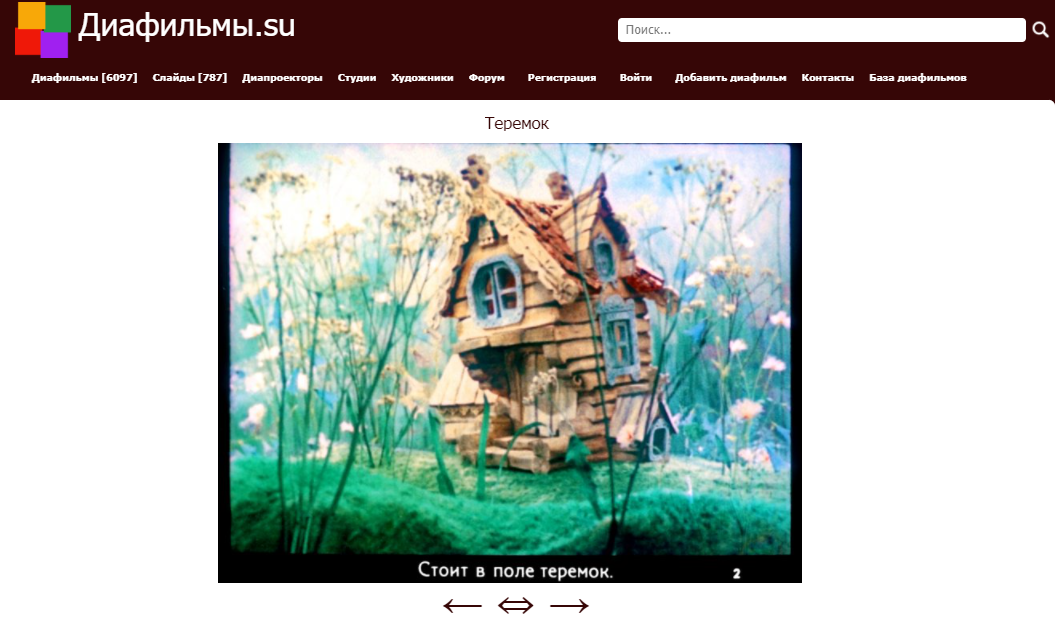 Диафильмы.su
Поиск...
Диафильмы [6097] Слайды [787] Диапроекторы Студии Художники Форум Регистрация Войти Добавить диафильм Контакты База диафильмов
Теремок
Стоит в поле теремок.
2